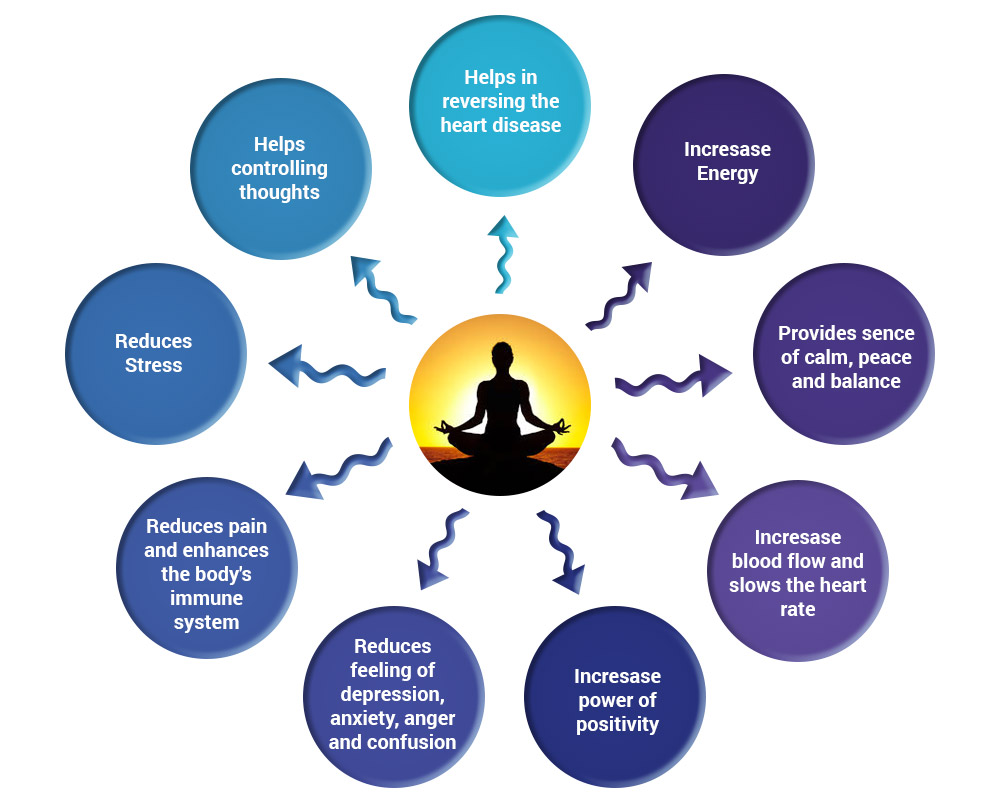 Helps in
reversing the
heart disease
Incresase
Energy
Provides sence
of calm, peace
and balance
Incresase
blood flow and
slows the heart
rate
Incresase
power of
positivity
Reduces
feeling of
depression,
anxiety, anger
and confusion
Reduces pain
and enhances
the body's
immune
system
Reduces
Stress
Helps
controlling
thoughts